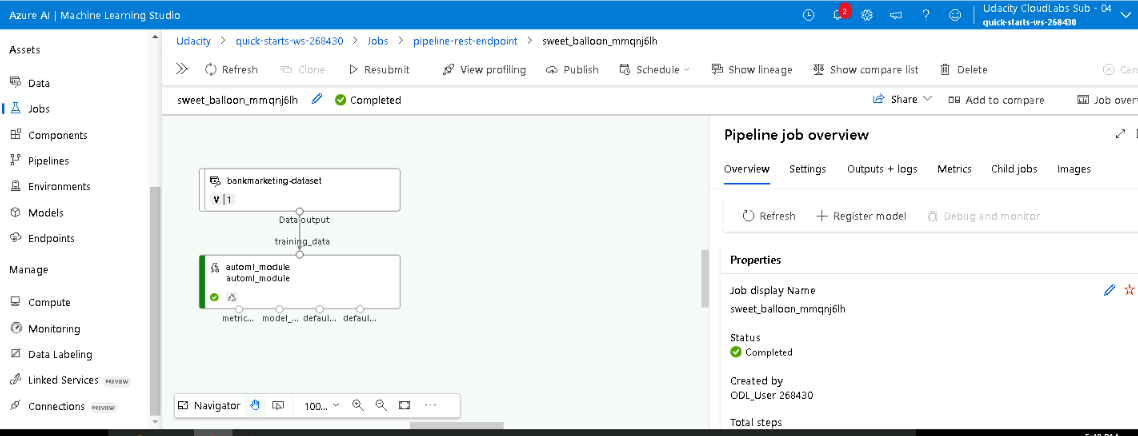 Azure AI | Machine Learning Studio
2
Udacity CloudLabs Sub - 04
quick-starts-ws-268430
Assets
Data
Jobs
Components
Pipelines
Environments
Models
Endpoints
Manage
Compute
Monitoring
Data Labeling
Linked Services PREVIEW
Connections PREVIEW
Udacity > quick-starts-ws-268430 > Jobs > pipeline-rest-endpoint > sweet_balloon_mmqnj6lh
Refresh Clone Resubmit View profiling Publish Schedule Show lineage Show compare list Delete Can
sweet_balloon_mmqnj6lh Completed
Share Add to compare Job over
bankmarketing-dataset
1
Data output
training_data
automl_module
automl_module
metric... model_... defaul... defaul...
Navigator 100... ...
Pipeline job overview
Overview Settings Outputs + logs Metrics Child jobs Images
Refresh Register model Debug and monitor
Properties
Job display Name
sweet_balloon_mmqnj6lh
Status
Completed
Created by
ODL_User 268430
Total steps